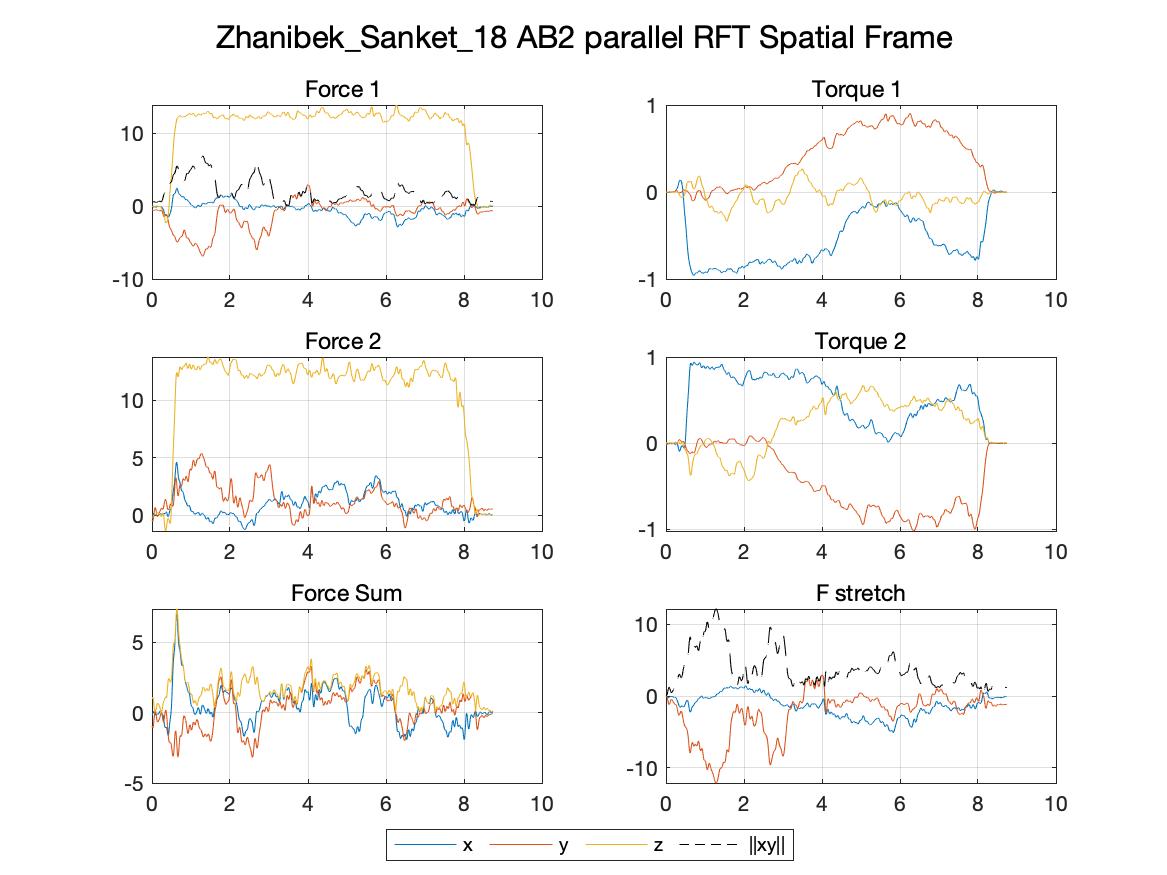 Zhanibek_Sanket_18 AB2 parallel RFT Spatial Frame
Force 1
10
0
-10
0 2 4 6 8 10
Torque 1
1
0
-1
0 2 4 6 8 10
Force 2
10
5
0
0 2 4 6 8 10
Torque 2
1
0
-1
0 2 4 6 8 10
Force Sum
5
0
-5
0 2 4 6 8 10
F stretch
10
0
-10
0 2 4 6 8 10
x y z ||xy||